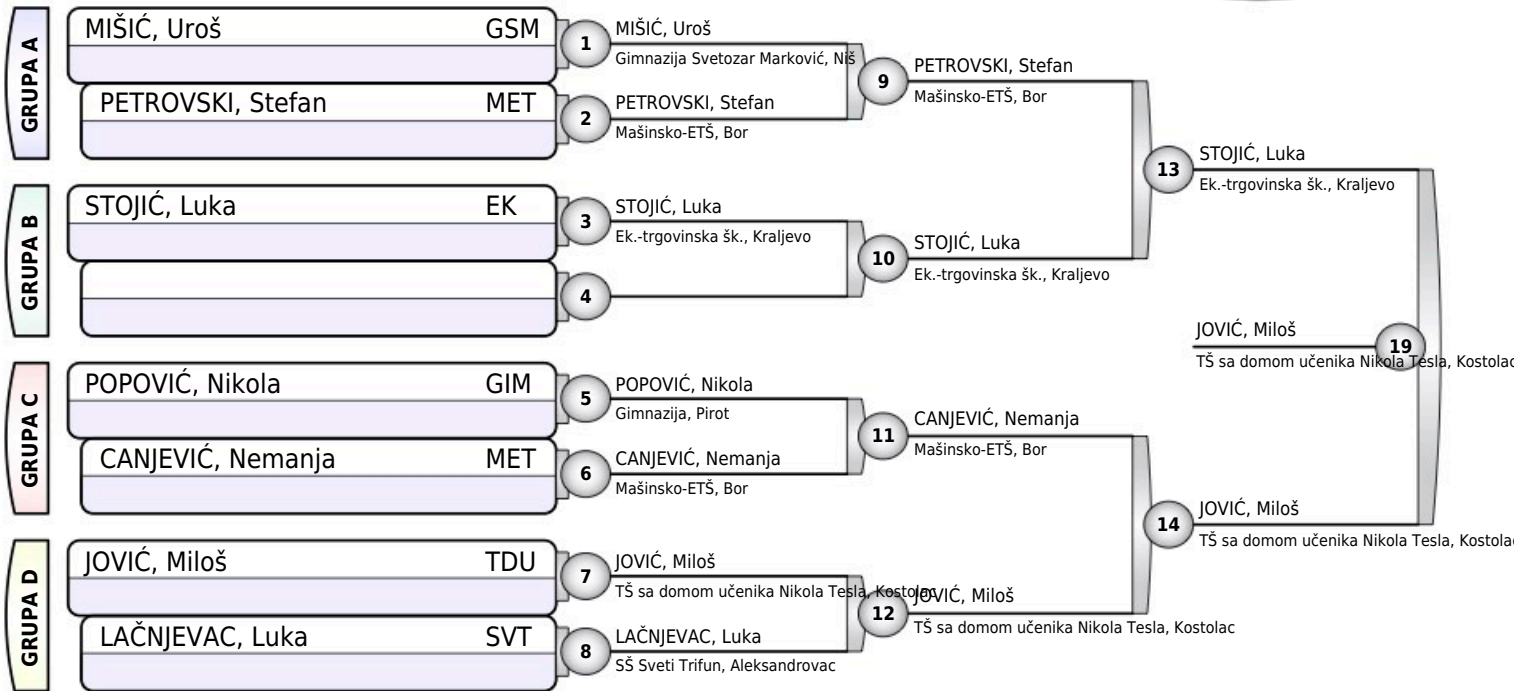 GRUPA A
MIŠIĆ, Uroš GSM
PETROVSKI, Stefan MET
1
MIŠIĆ, Uroš
Gimnazija Svetozar Marković, Niš
2
PETROVSKI, Stefan
Mašinsko-ETŠ, Bor
9
PETROVSKI, Stefan
Mašinsko-ETŠ, Bor
GRUPA B
STOJIĆ, Luka EK
3
STOJIĆ, Luka
Ek.-trgovinska šk., Kraljevo
4
10
STOJIĆ, Luka
Ek.-trgovinska šk., Kraljevo
13
STOJIĆ, Luka
Ek.-trgovinska šk., Kraljevo
GRUPA C
POPOVIĆ, Nikola GIM
CANJEVIĆ, Nemanja MET
5
POPOVIĆ, Nikola
Gimnazija, Pirot
6
CANJEVIĆ, Nemanja
Mašinsko-ETŠ, Bor
11
CANJEVIĆ, Nemanja
Mašinsko-ETŠ, Bor
GRUPA D
JOVIĆ, Miloš TDU
LAČNJEVAC, Luka SVT
7
JOVIĆ, Miloš
TŠ sa domom učenika Nikola Tesla, Kostolac
8
LAČNJEVAC, Luka
SŠ Sveti Trifun, Aleksandrovac
12
JOVIĆ, Miloš
TŠ sa domom učenika Nikola Tesla, Kostolac
14
JOVIĆ, Miloš
TŠ sa domom učenika Nikola Tesla, Kostolac
JOVIĆ, Miloš
19
TŠ sa domom učenika Nikola Tesla, Kostolac